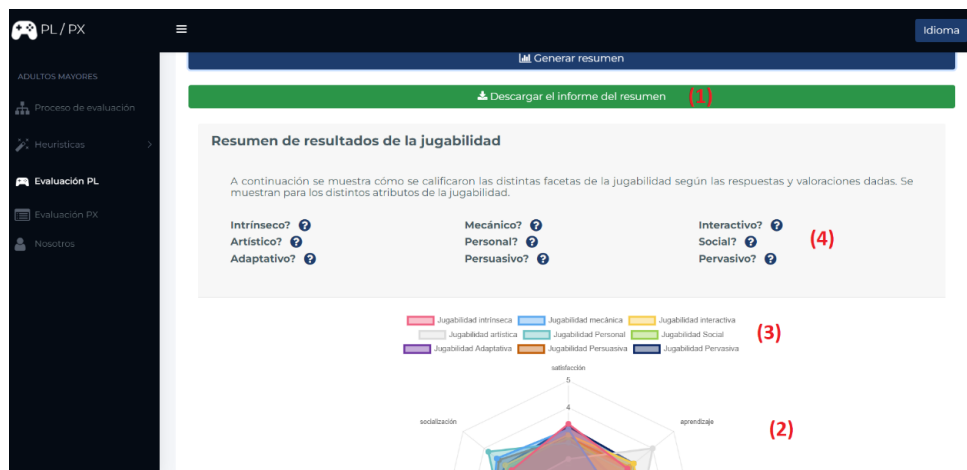 PL / PX
Idioma
Generar resumen
ADULTOS MAYORES
Descargar el informe del resumen (1)
Proceso de evaluación
Resumen de resultados de la jugabilidad
Heurísticas
Evaluación PL
A continuación se muestra cómo se calificaron las distintas facetas de la jugabilidad según las respuestas y valoraciones dadas. Se
muestran para los distintos atributos de la jugabilidad.
Evaluación PX
Intrínseco? Mecánico? Interactivo?
Nosotros
Artístico? Personal? Social? (4)
Adaptativo? Persuasivo? Pervasivo?
Jugabilidad intrínseca Jugabilidad mecánica Jugabilidad interactiva
Jugabilidad artística Jugabilidad Personal Jugabilidad Social (3)
Jugabilidad Adaptativa Jugabilidad Persuasiva Jugabilidad Pervasiva
satisfacción
5
4
socialización aprendizaje (2)